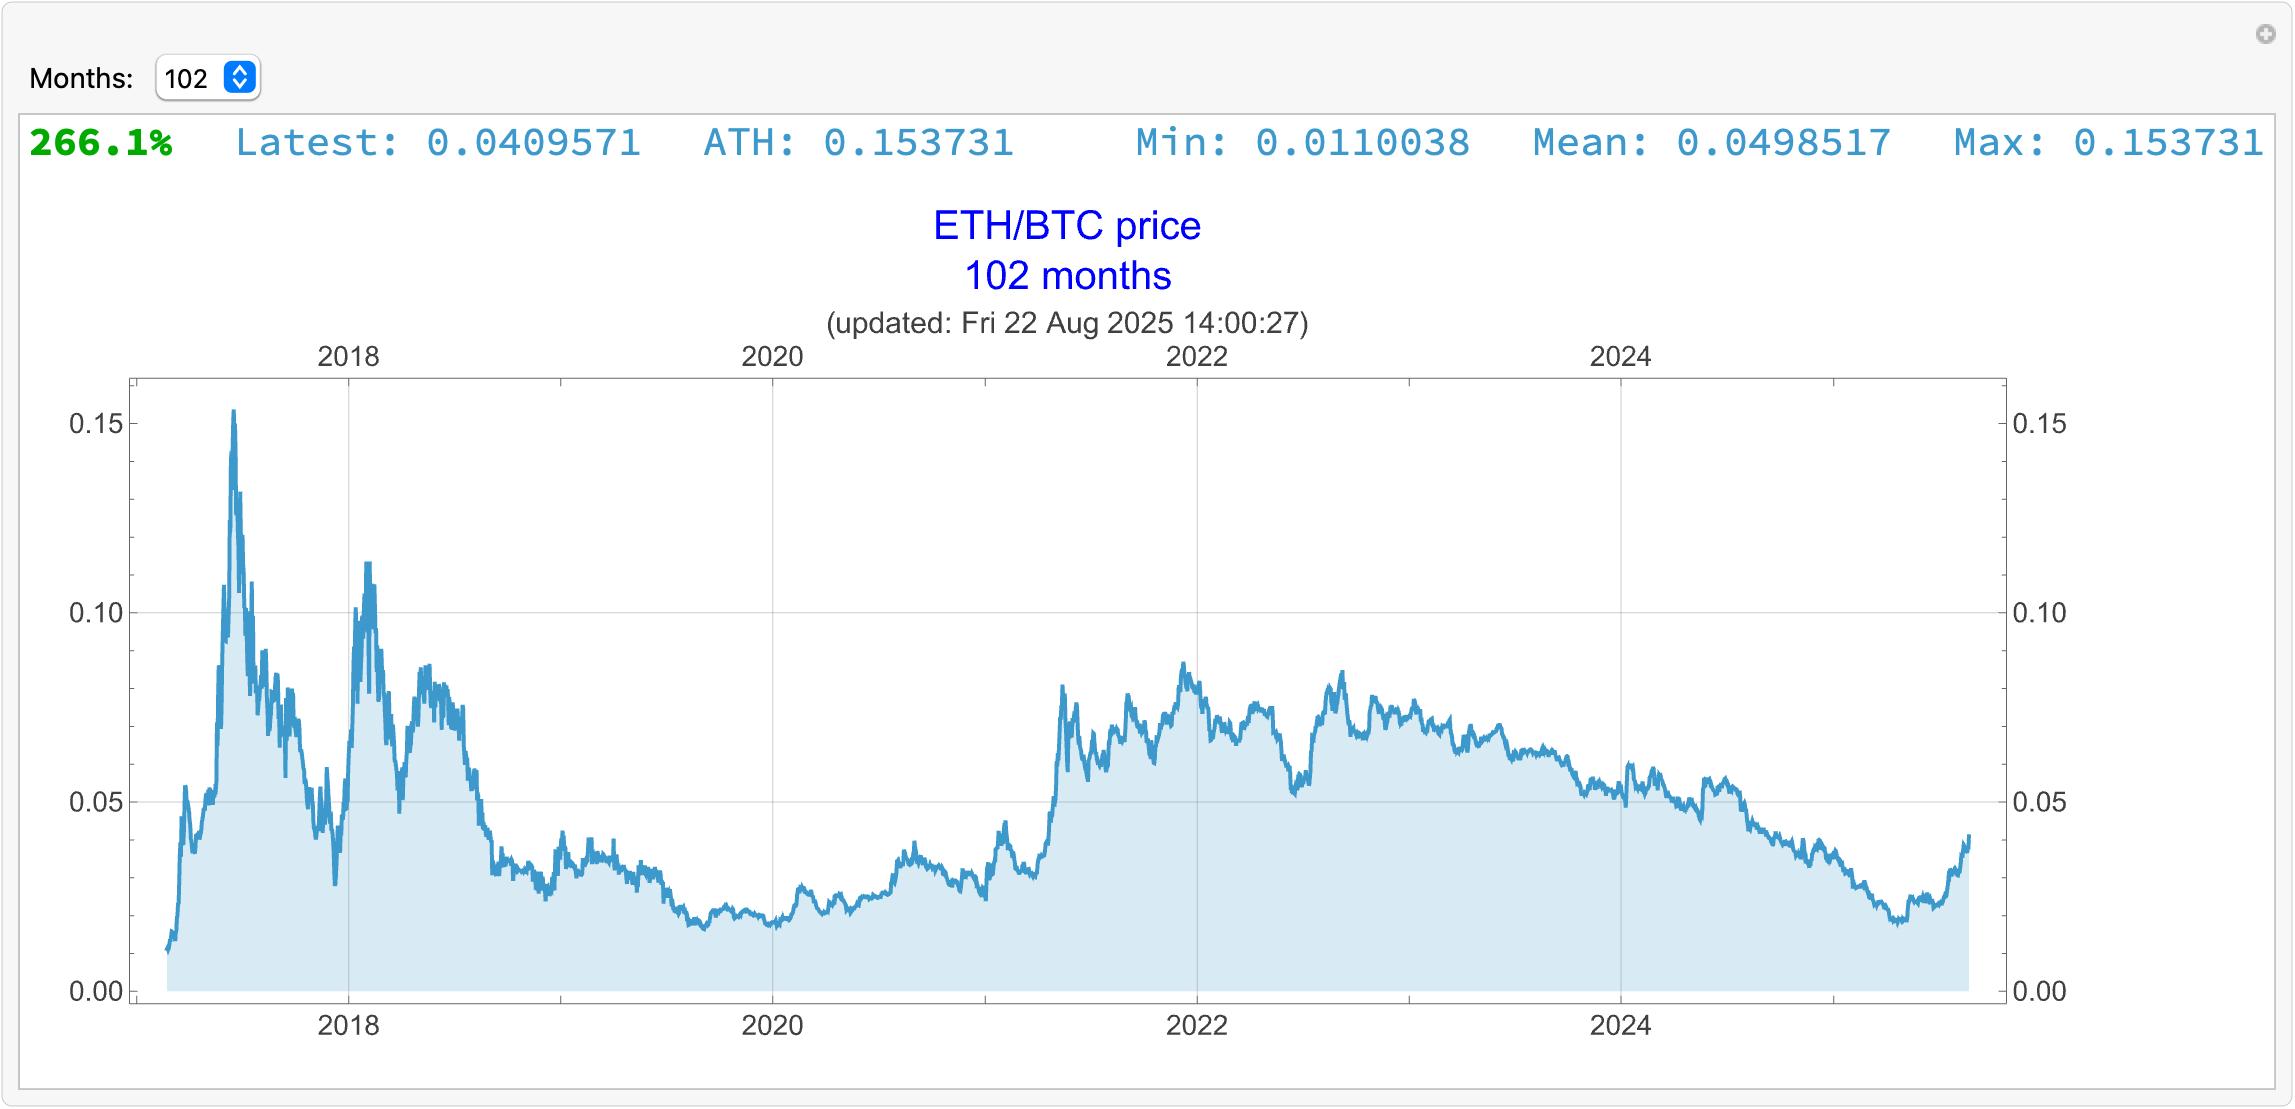 Months: 102
266.1% Latest: 0.0409571 ATH: 0.153731 Min: 0.0110038 Mean: 0.0498517 Max: 0.153731
ETH/BTC price
102 months
(updated: Fri 22 Aug 2025 14:00:27)
2018 2020 2022 2024
0.15 0.15
0.10 0.10
0.05 0.05
0.00 0.00
2018 2020 2022 2024